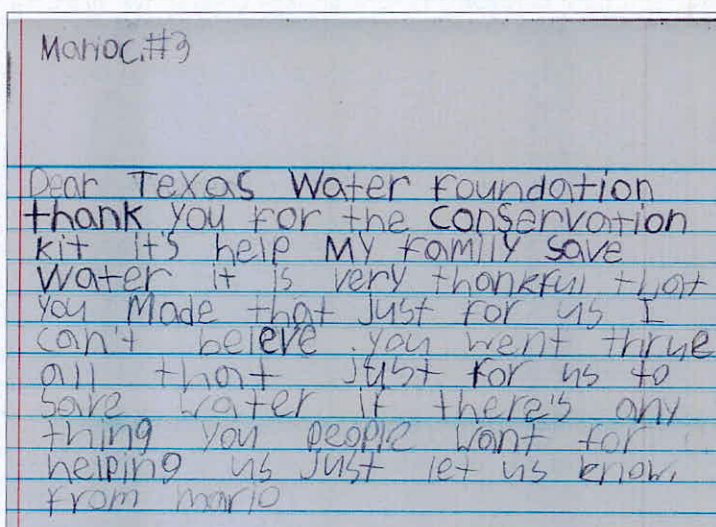 Mario C. #3
Dear Texas Water Foundation
thank you for the conservation
kit it's help My family save
Water it is very thankful that
you Made that just for us I
can't beleve you went thrue
all that just for us to
save water if there's any
thing you people want for
helping us just let us know.
from mario